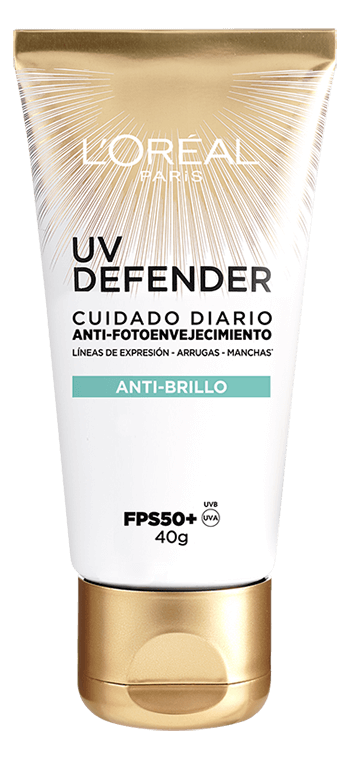 L'ORÉAL
PARIS
UV
DEFENDER
CUIDADO DIARIO
ANTI-FOTOENVEJECIMIENTO
LÍNEAS DE EXPRESIÓN - ARRUGAS - MANCHAS*
ANTI-BRILLO
UVB
FPS50+ UVA
40g